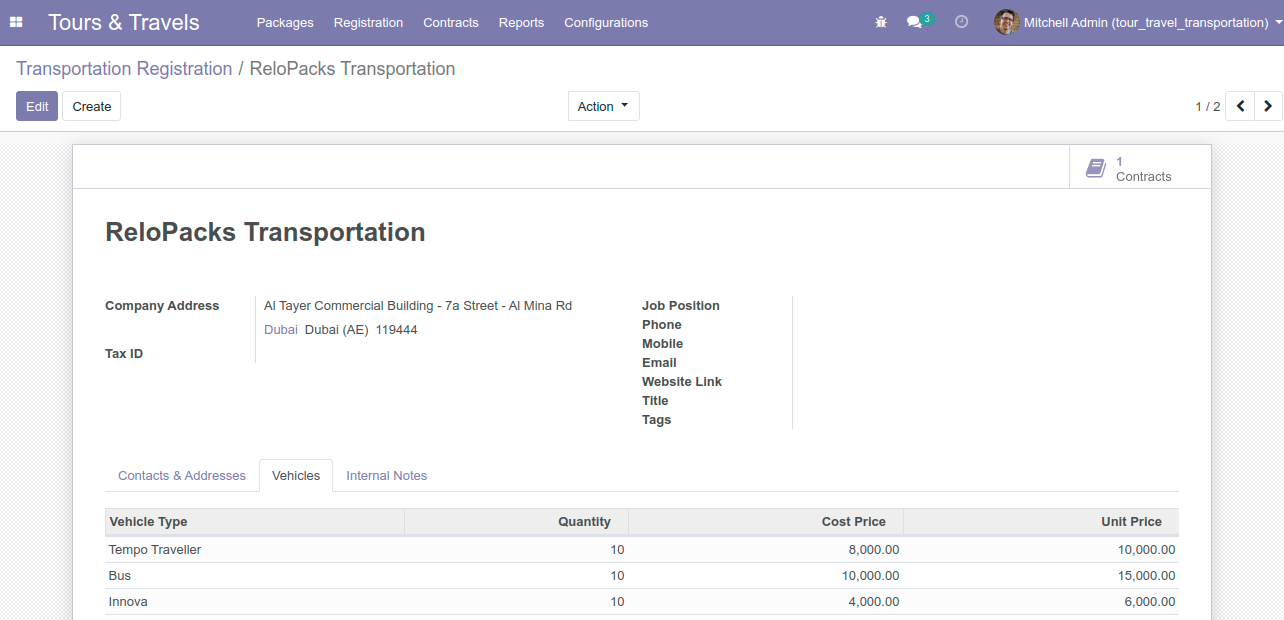 Tours & Travels Packages Registration Contracts Reports Configurations 3 Mitchell Admin (tour_travel_transportation)
Transportation Registration / ReloPacks Transportation
Edit Create Action 1 / 2
1
Contracts
ReloPacks Transportation
Company Address Al Tayer Commercial Building - 7a Street - Al Mina Rd
Dubai Dubai (AE) 119444
Tax ID
Job Position
Phone
Mobile
Email
Website Link
Title
Tags
Contacts & Addresses Vehicles Internal Notes
Vehicle Type Quantity Cost Price Unit Price
Tempo Traveller 10 8,000.00 10,000.00
Bus 10 10,000.00 15,000.00
Innova 10 4,000.00 6,000.00